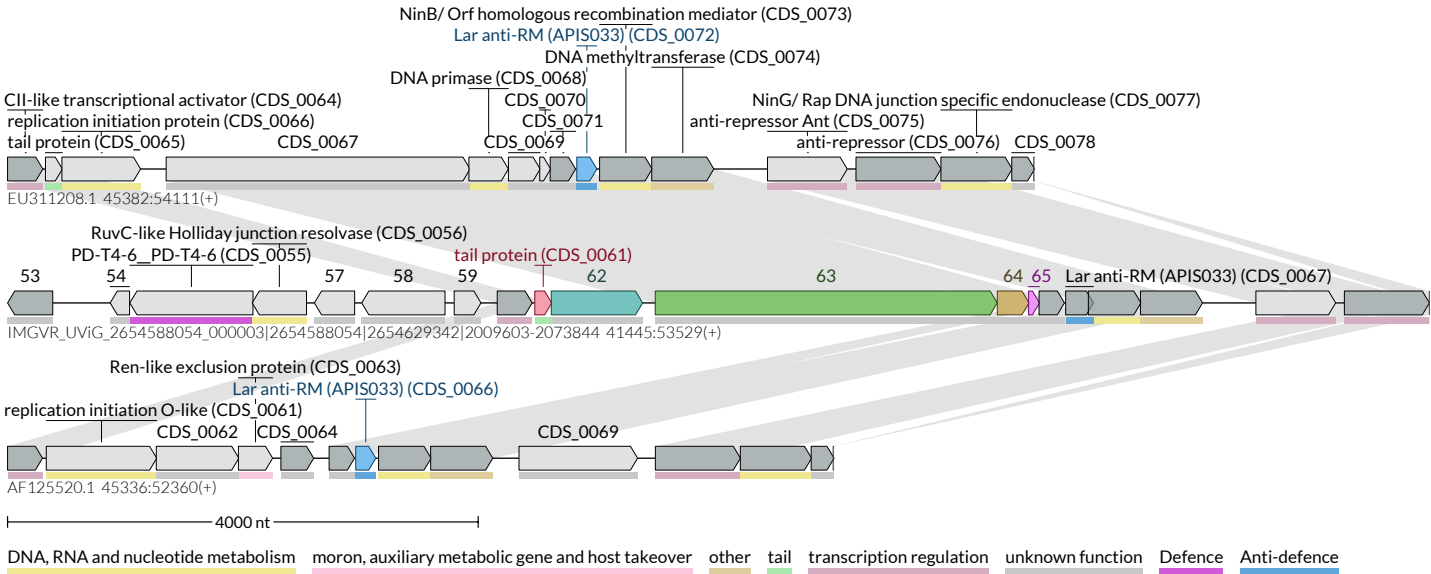 NinB/ Orf homologous recombination mediator (CDS_0073)
Lar anti-RM (APIS033) (CDS_0072)
DNA methyltransferase (CDS_0074)
DNA primase (CDS_0068)
CII-like transcriptional activator (CDS_0064)
CDS_0070
NinG/ Rap DNA junction specific endonuclease (CDS_0077)
replication initiation protein (CDS_0066)
CDS_0071
anti-repressor Ant (CDS_0075)
tail protein (CDS_0065)
CDS_0067
CDS_0069
anti-repressor (CDS_0076)
CDS_0078
EU311208.1 45382:54111(+)
RuvC-like Holliday junction resolvase (CDS_0056)
PD-T4-6__PD-T4-6 (CDS_0055)
tail protein (CDS_0061)
53
54
57
58
59
62
63
64
65
Lar anti-RM (APIS033) (CDS_0067)
IMGVR_UViG_2654588054_000003|2654588054|2654629342|2009603-2073844 41445:53529(+)
Ren-like exclusion protein (CDS_0063)
Lar anti-RM (APIS033) (CDS_0066)
replication initiation O-like (CDS_0061)
CDS_0062
CDS_0064
CDS_0069
AF125520.1 45336:52360(+)
4000 nt
DNA, RNA and nucleotide metabolism
moron, auxiliary metabolic gene and host takeover
other
tail
transcription regulation
unknown function
Defence
Anti-defence